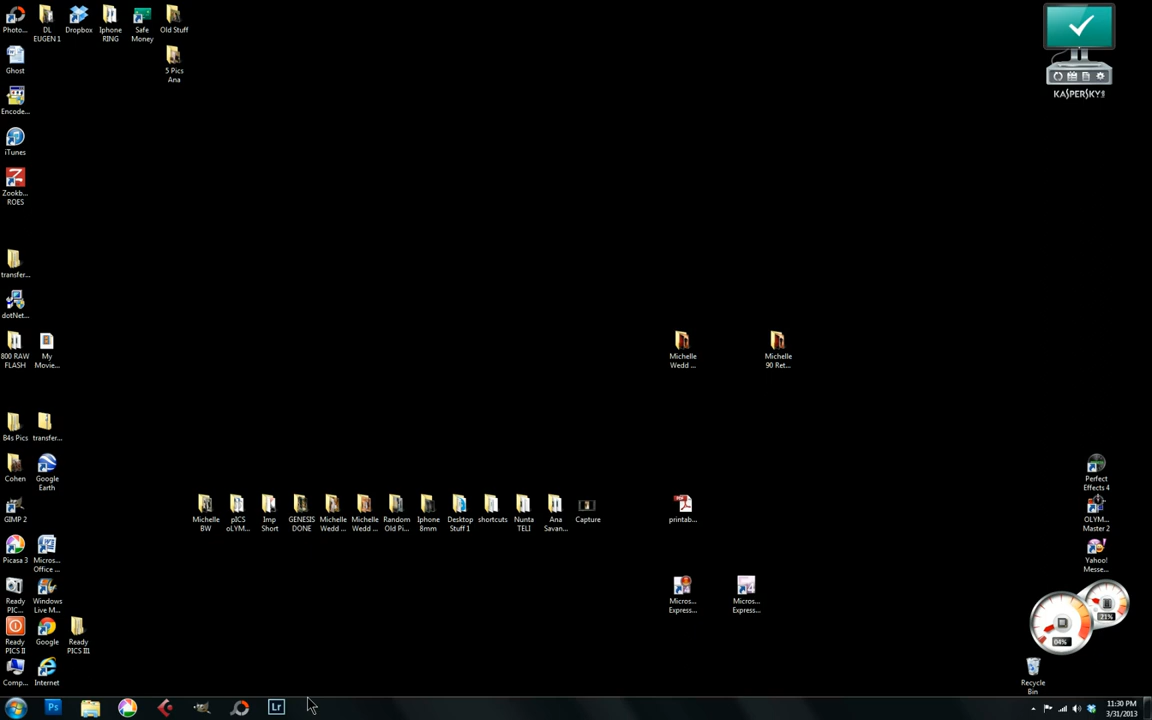 Photo...
DL
EUGEN 1
Dropbox
Iphone
RING
Safe
Money
Old Stuff
Ghost
5 Pics
Ana
Encode...
iTunes
Zookb...
ROES
transfer...
dotNet...
800 RAW
FLASH
My
Movie...
B4s Pics
transfer...
Cohen
Google
Earth
GIMP 2
Picasa 3
Micros...
Office ...
Ready
PIC...
Windows
Live M...
Ready
PICS II
Google
Ready
PICS III
Comp...
Internet
Michelle
BW
pICS
oLYM...
Imp
Short
GENESIS
DONE
Michelle
Wedd ...
Michelle
Wedd ...
Random
Old Pi...
Iphone
8mm
Desktop
Stuff 1
shortcuts
Nunta
TELI
Ana
Savan...
Capture
Michelle
Wedd ...
Michelle
90 Ret...
printab...
Micros...
Express...
Micros...
Express...
KASPERSKY
Perfect
Effects 4
OLYM...
Master 2
Yahoo!
Messe...
21%
04%
Recycle
Bin
Ps
Lr
11:30 PM
3/31/2013